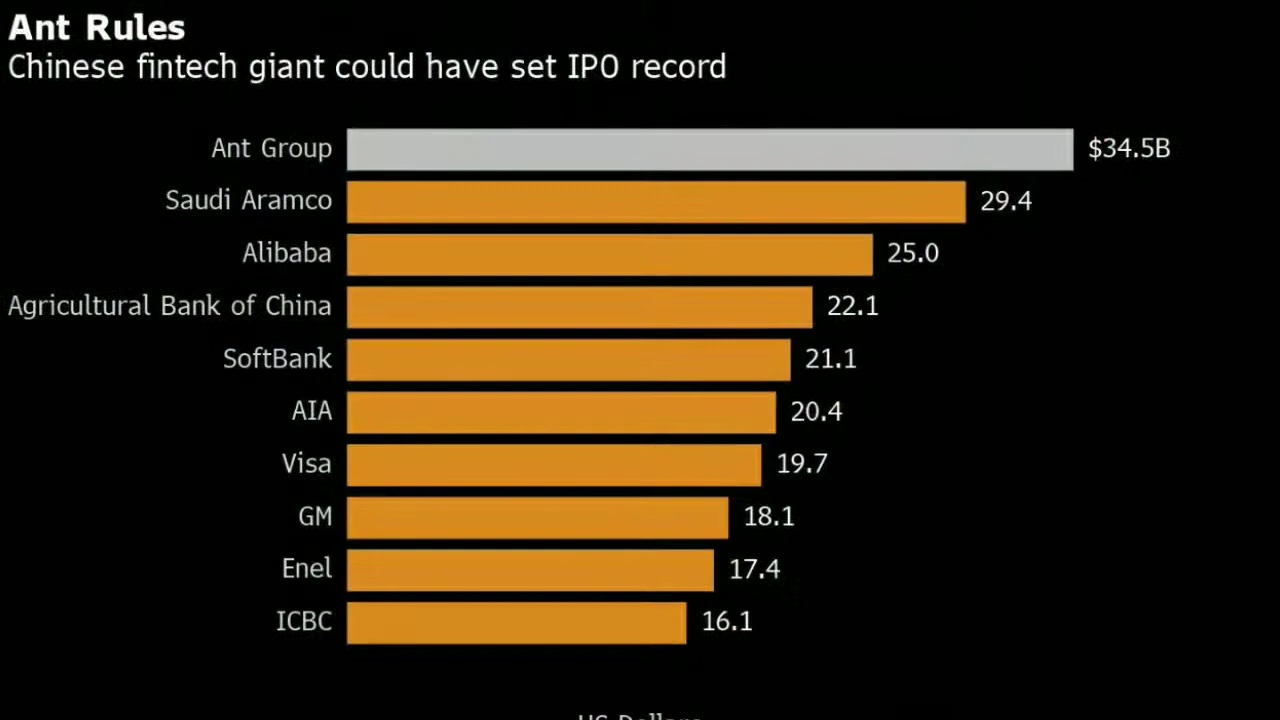 Ant Rules
Chinese fintech giant could have set IPO record
Ant Group $34.5B
Saudi Aramco 29.4
Alibaba 25.0
Agricultural Bank of China 22.1
SoftBank 21.1
AIA 20.4
Visa 19.7
GM 18.1
Enel 17.4
ICBC 16.1
US Dollars